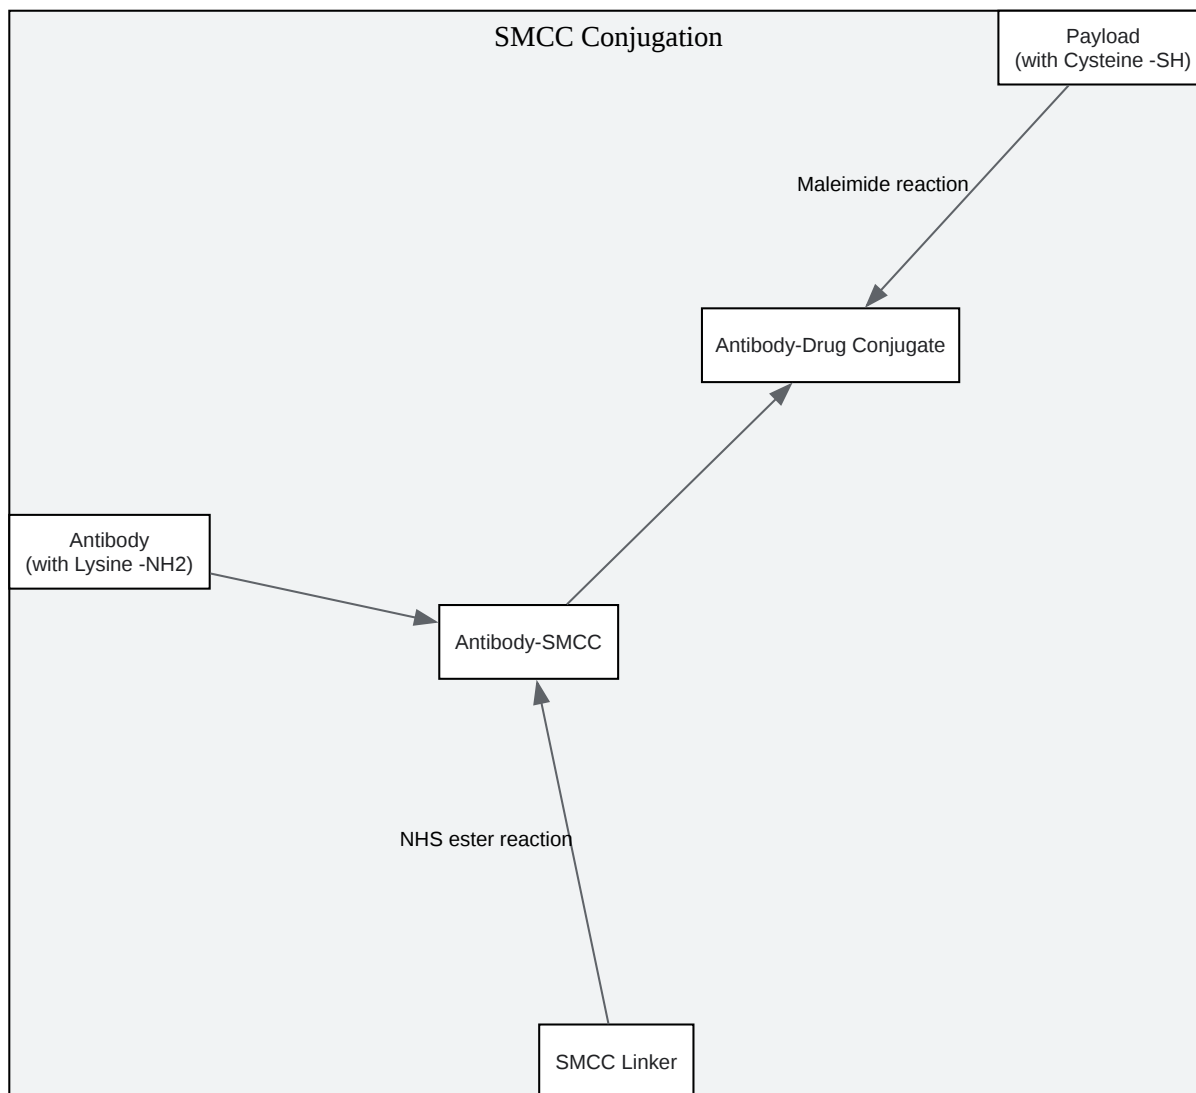 SMCC Conjugation
Payload
(with Cysteine -SH)
Maleimide reaction
Antibody-Drug Conjugate
Antibody
(with Lysine -NH2)
Antibody-SMCC
NHS ester reaction
SMCC Linker